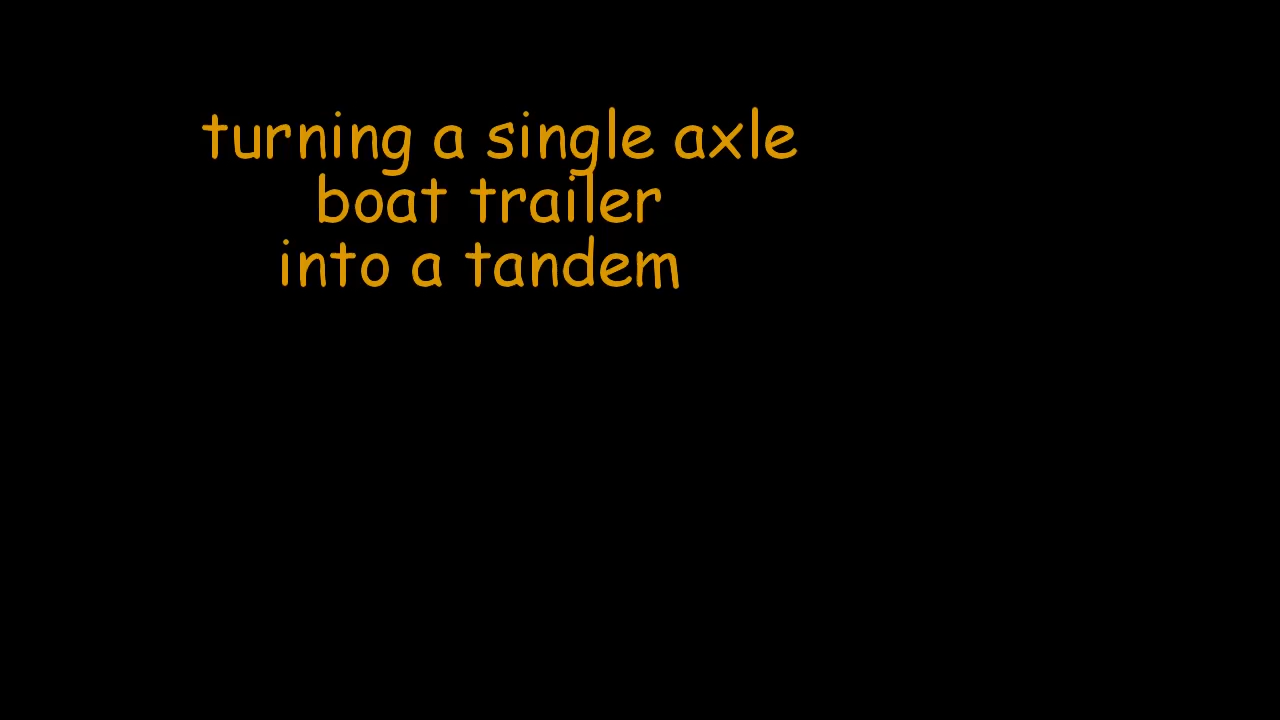 turning a single axle
boat trailer
into a tandem